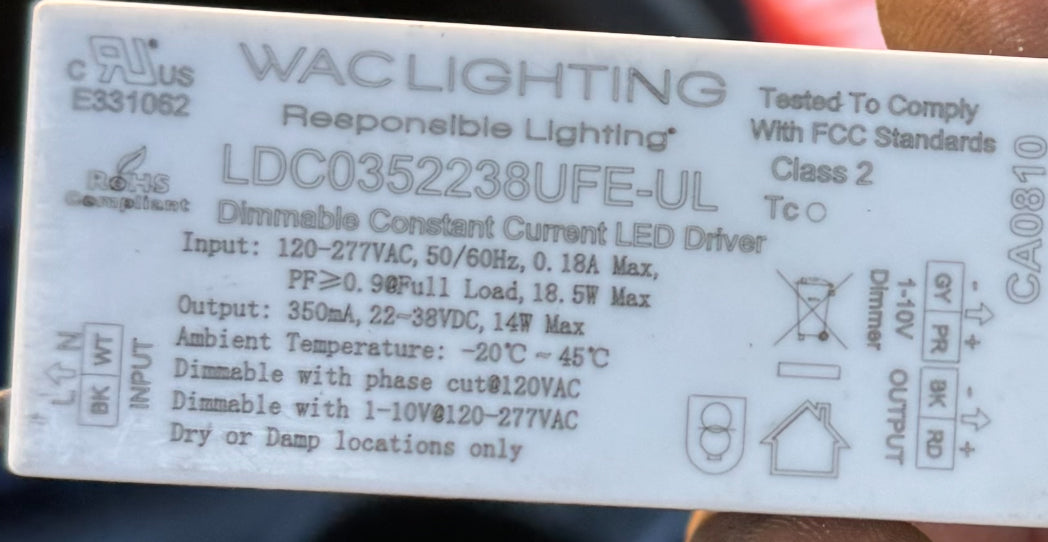 c RU US
E331062
WAC LIGHTING
Responsible Lighting
Tested To Comply
With FCC Standards
Class 2
Tc
RoHS
Compliant
LDC0352238UFE-UL
Dimmable Constant Current LED Driver
Input: 120-277VAC, 50/60Hz, 0.18A Max,
PF≥0.9@Full Load, 18.5W Max
Output: 350mA, 22~38VDC, 14W Max
Ambient Temperature: -20℃ ~ 45℃
Dimmable with phase cut@120VAC
Dimmable with 1-10V@120-277VAC
Dry or Damp locations only
L N
BK WT
INPUT
- +
GY PR
1-10V
Dimmer
- +
BK RD
OUTPUT
CA0810